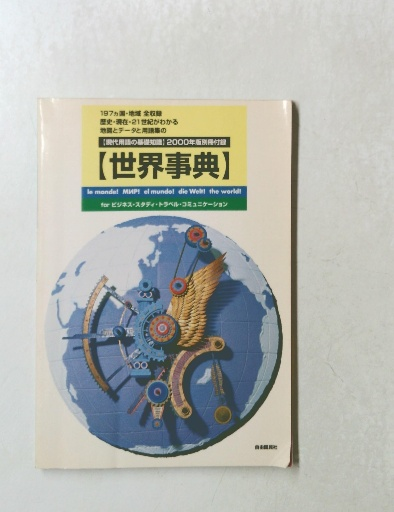 197ヵ国・地域 全収録
歴史・現在・21世紀がわかる
地図とデータと用語集の
【現代用語の基礎知識】2000年版別冊付録
【世界事典】
le monde! МИР! el mundo! die Welt! the world!
for ビジネス・スタディ・トラベル・コミュニケーション
自由国民社